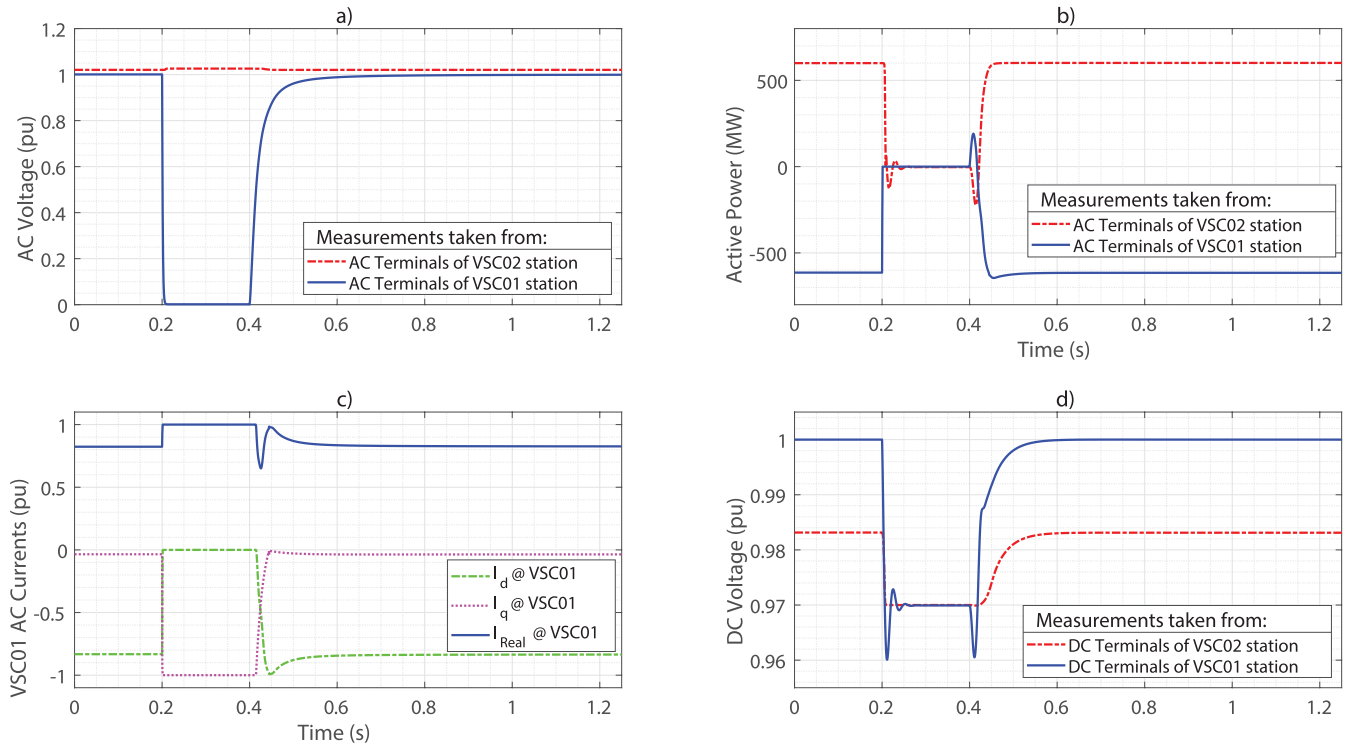 a)
1.2
1
0.8
0.6
0.4
0.2
0
AC Voltage (pu)
Measurements taken from:
AC Terminals of VSC02 station
AC Terminals of VSC01 station
0 0.2 0.4 0.6 0.8 1 1.2
b)
500
0
-500
Active Power (MW)
Measurements taken from:
AC Terminals of VSC02 station
AC Terminals of VSC01 station
0 0.2 0.4 0.6 0.8 1 1.2
Time (s)
c)
1
0.5
0
-0.5
-1
VSC01 AC Currents (pu)
I d @ VSC01
I q @ VSC01
I Real @ VSC01
0 0.2 0.4 0.6 0.8 1 1.2
Time (s)
d)
1
0.99
0.98
0.97
0.96
DC Voltage (pu)
Measurements taken from:
DC Terminals of VSC02 station
DC Terminals of VSC01 station
0 0.2 0.4 0.6 0.8 1 1.2